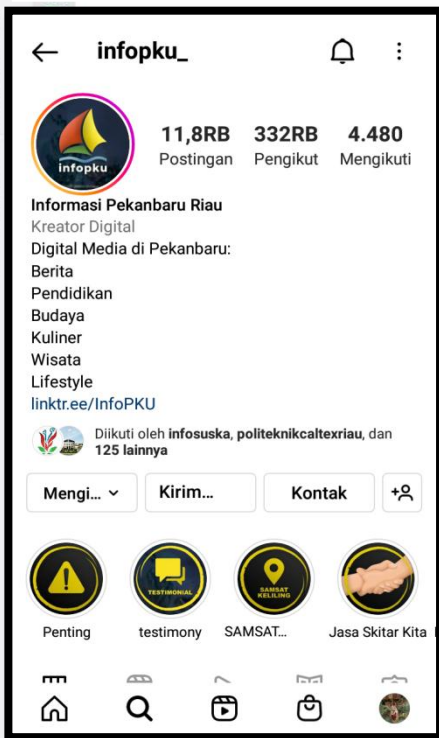 infopku_
infopku
11,8RB 332RB 4.480
Postingan Pengikut Mengikuti
Informasi Pekanbaru Riau
Kreator Digital
Digital Media di Pekanbaru:
Berita
Pendidikan
Budaya
Kuliner
Wisata
Lifestyle
linktr.ee/InfoPKU
Diikuti oleh infosuska, politeknikcaltexriau, dan
125 lainnya
Mengi... Kirim... Kontak
TESTIMONIAL
SAMSAT
KELILING
Penting testimony SAMSAT... Jasa Skitar Kita